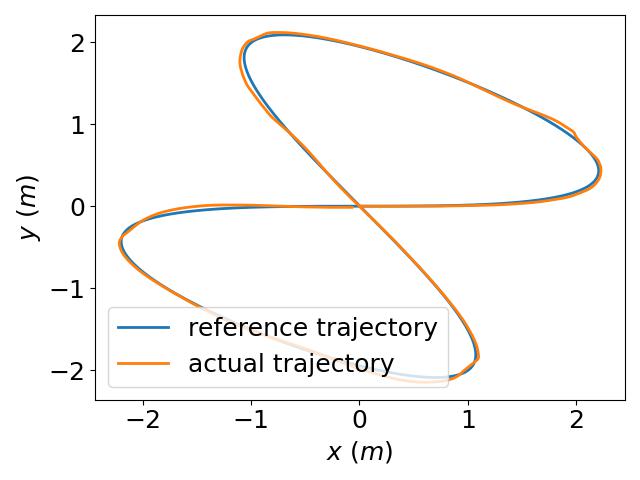 2
1
0
−1
−2
y (m)
reference trajectory
actual trajectory
−2 −1 0 1 2
x (m)